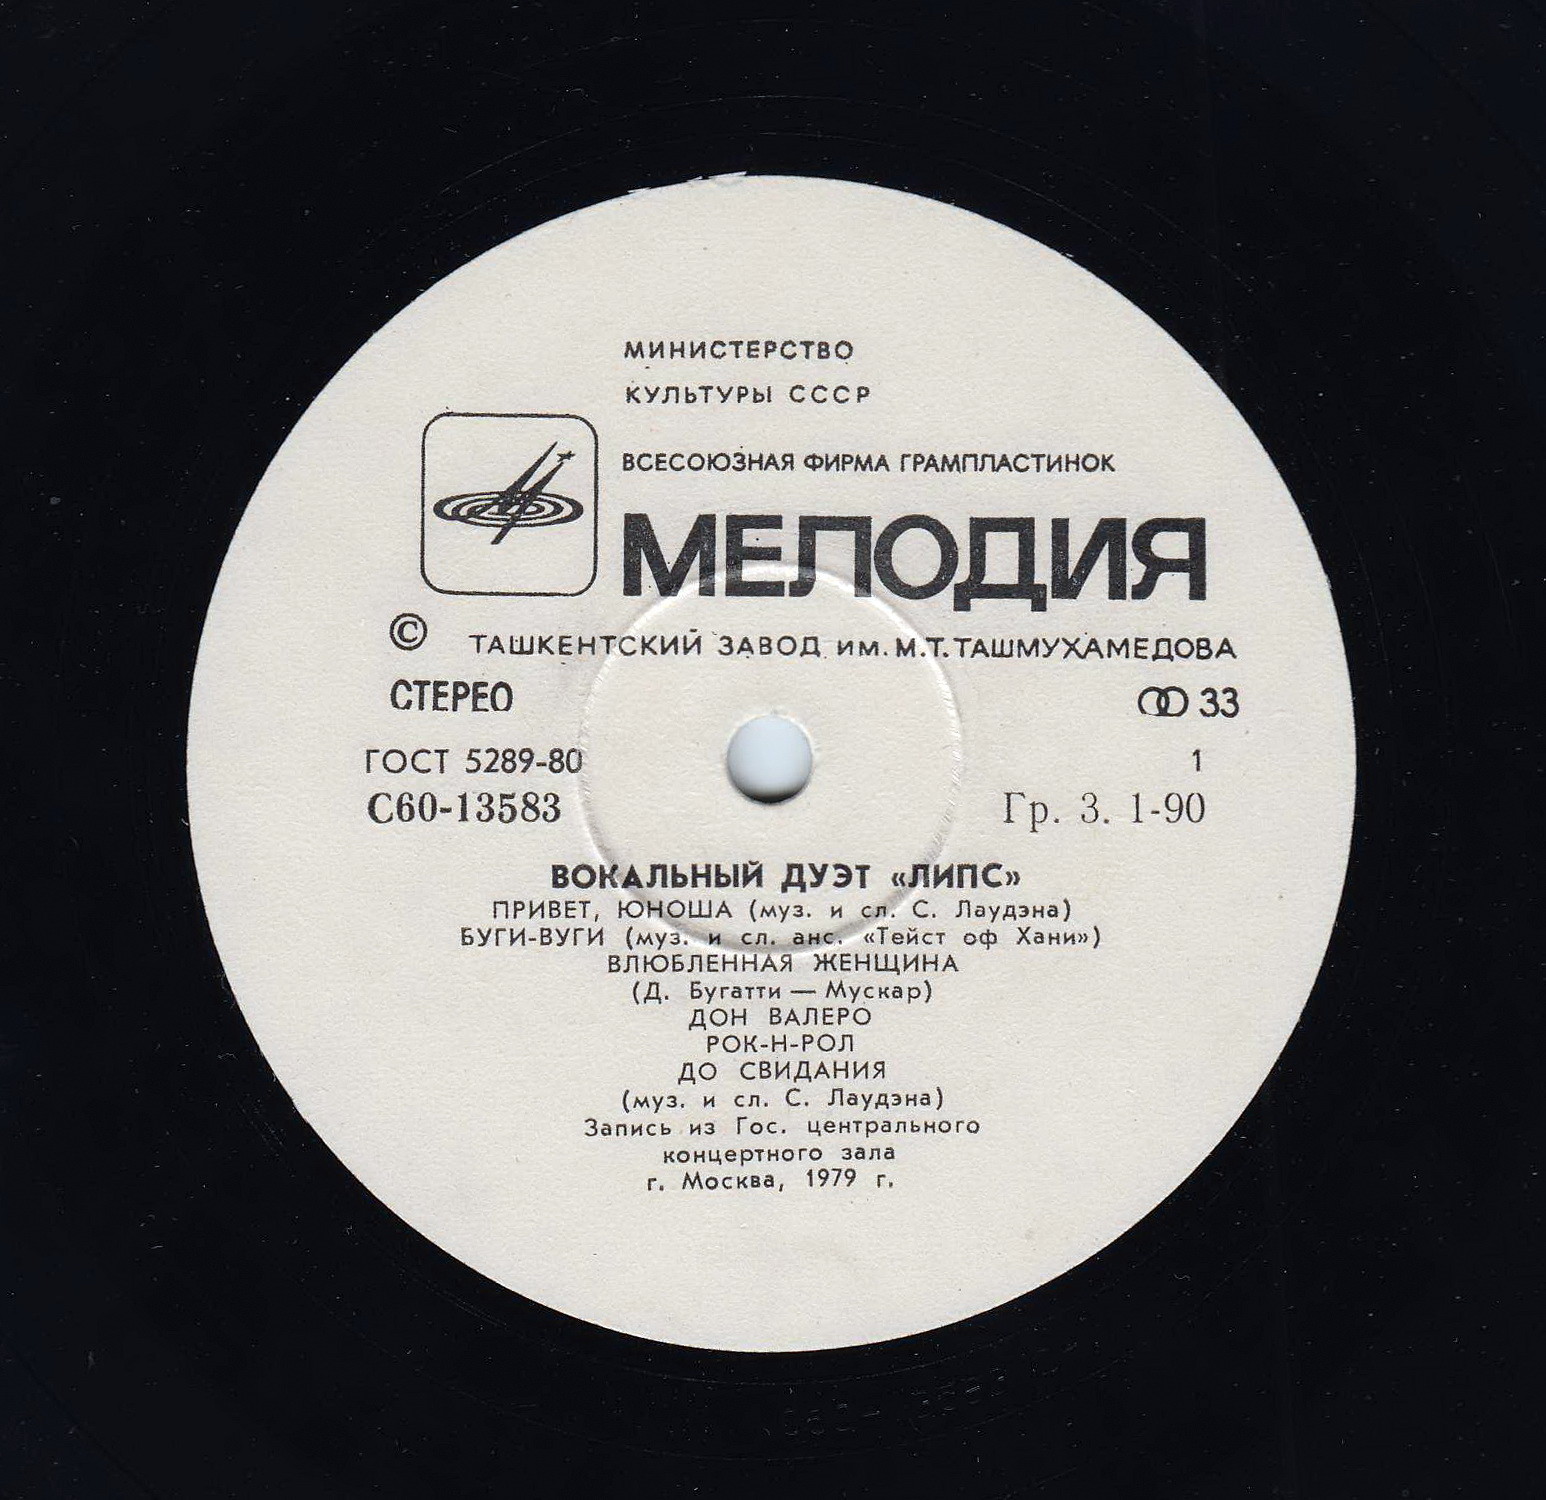 МИНИСТЕРСТВО
КУЛЬТУРЫ СССР
ВСЕСОЮЗНАЯ ФИРМА ГРАМПЛАСТИНОК
МЕЛОДИЯ
© ТАШКЕНТСКИЙ ЗАВОД им. М.Т. ТАШМУХАМЕДОВА
СТЕРЕО 33
ГОСТ 5289-80 1
С60-13583 Гр. 3. 1-90
ВОКАЛЬНЫЙ ДУЭТ «ЛИПС»
ПРИВЕТ, ЮНОША (муз. и сл. С. Лаудэна)
БУГИ-ВУГИ (муз. и сл. анс. «Тейст оф Хани»)
ВЛЮБЛЕННАЯ ЖЕНЩИНА
(Д. Бугатти — Мускар)
ДОН ВАЛЕРО
РОК-Н-РОЛ
ДО СВИДАНИЯ
(муз. и сл. С. Лаудэна)
Запись из Гос. центрального
концертного зала
г. Москва, 1979 г.